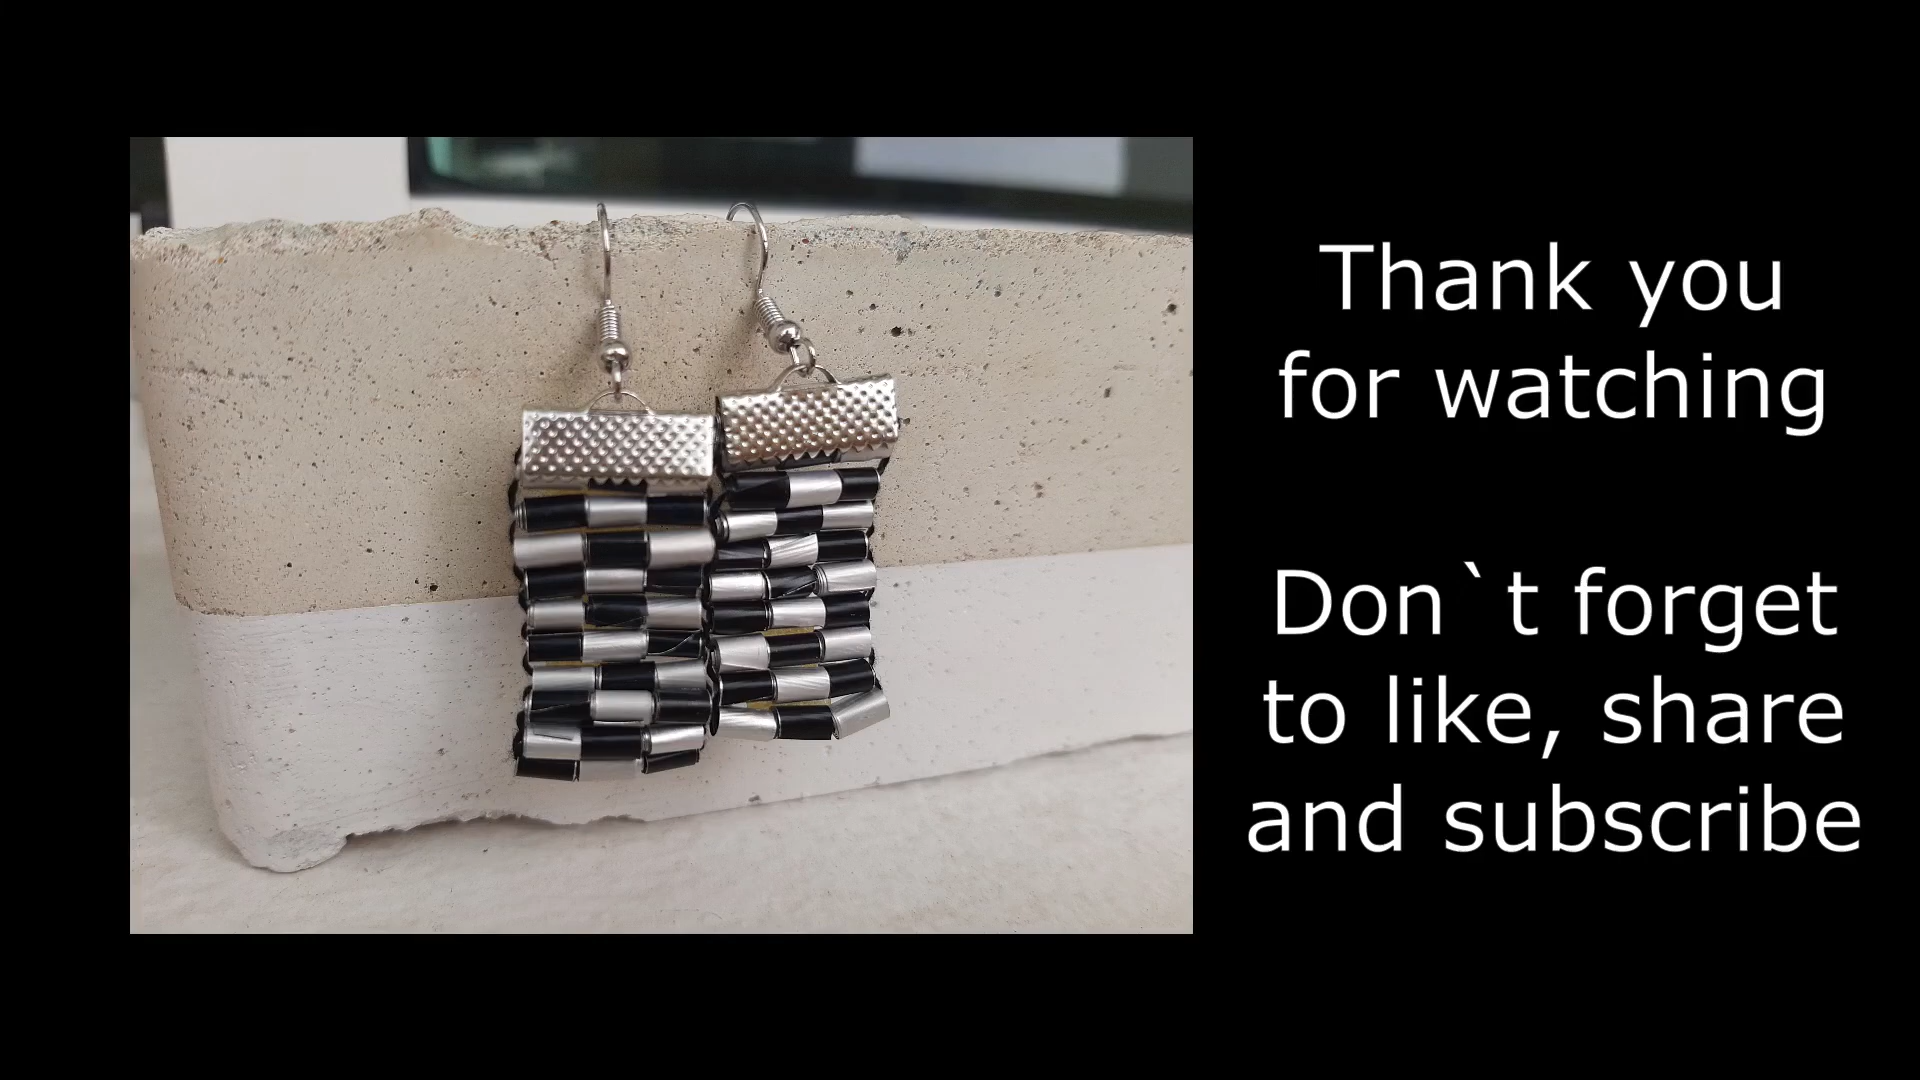 Thank you
for watching
Don`t forget
to like, share
and subscribe